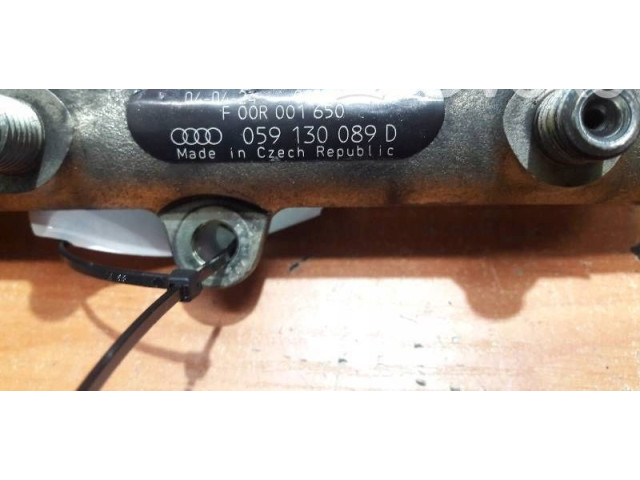 F 00R 001 650
059 130 089 D
Made in Czech Republic